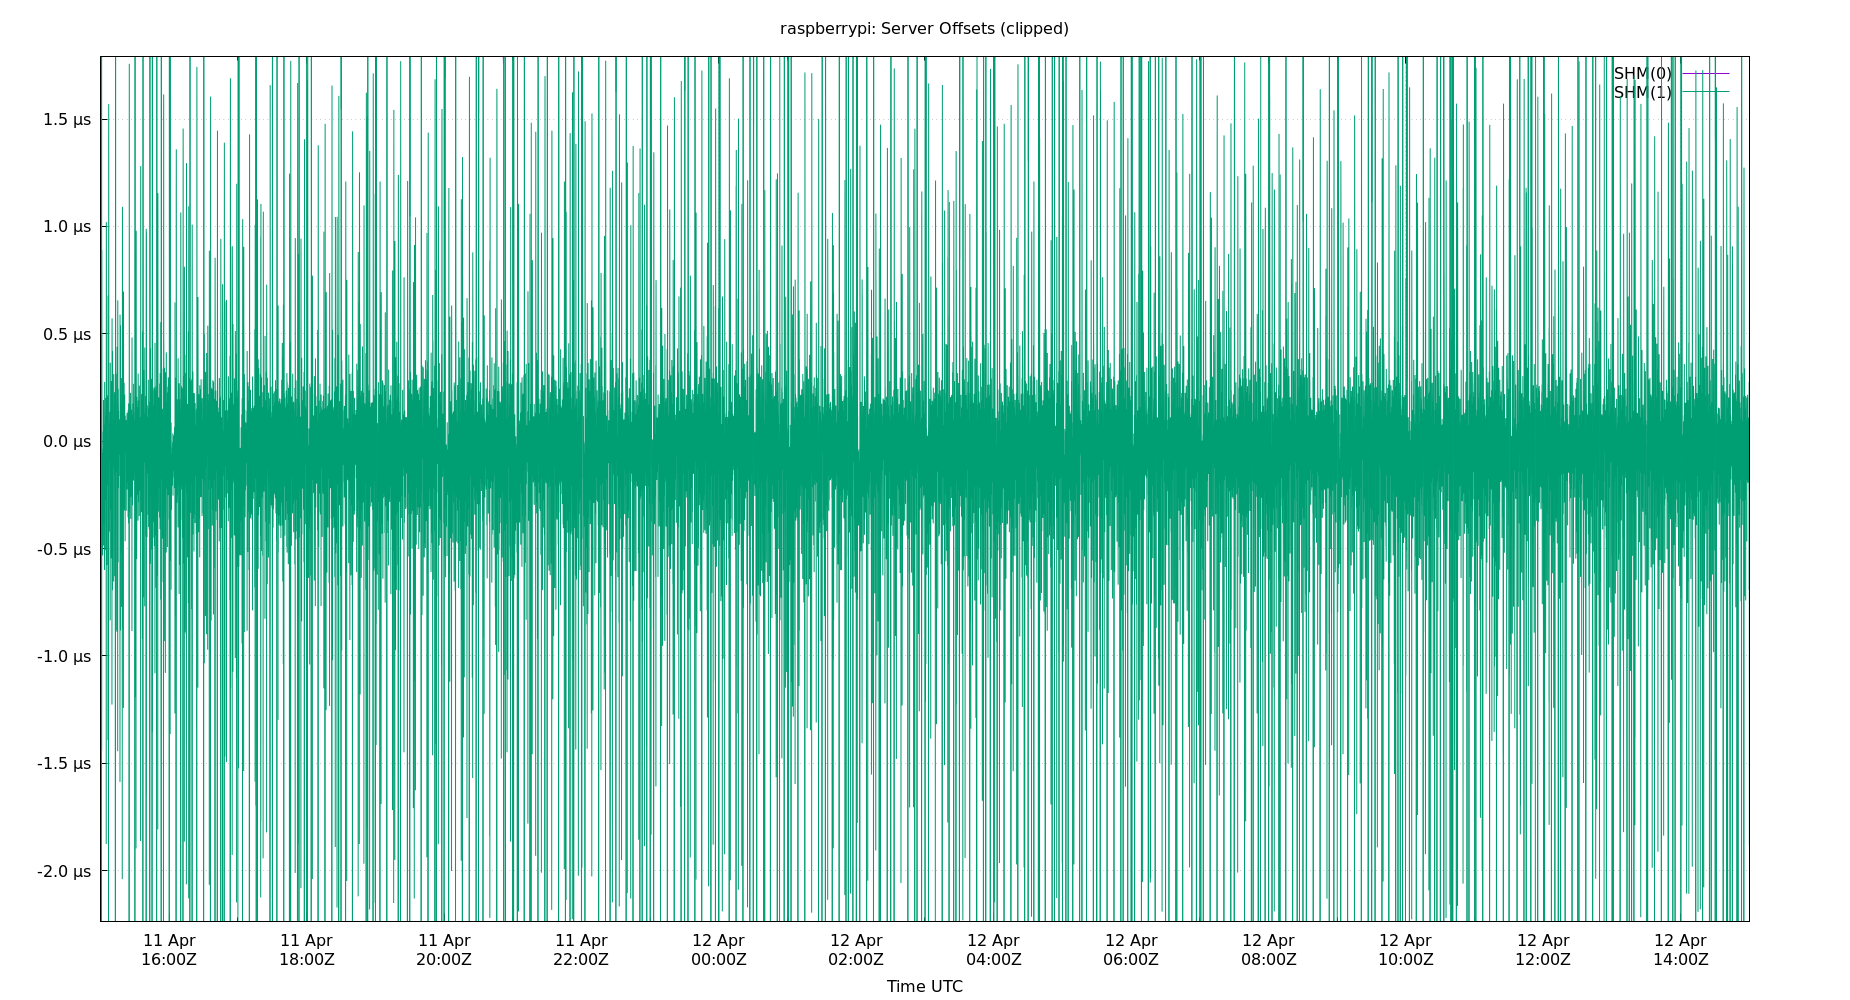 raspberrypi: Server Offsets (clipped)
SHM(0)
SHM(1)
1.5 µs
1.0 µs
0.5 µs
0.0 µs
-0.5 µs
-1.0 µs
-1.5 µs
-2.0 µs
11 Apr 11 Apr 11 Apr 11 Apr 12 Apr 12 Apr 12 Apr 12 Apr 12 Apr 12 Apr 12 Apr 12 Apr
16:00Z 18:00Z 20:00Z 22:00Z 00:00Z 02:00Z 04:00Z 06:00Z 08:00Z 10:00Z 12:00Z 14:00Z
Time UTC